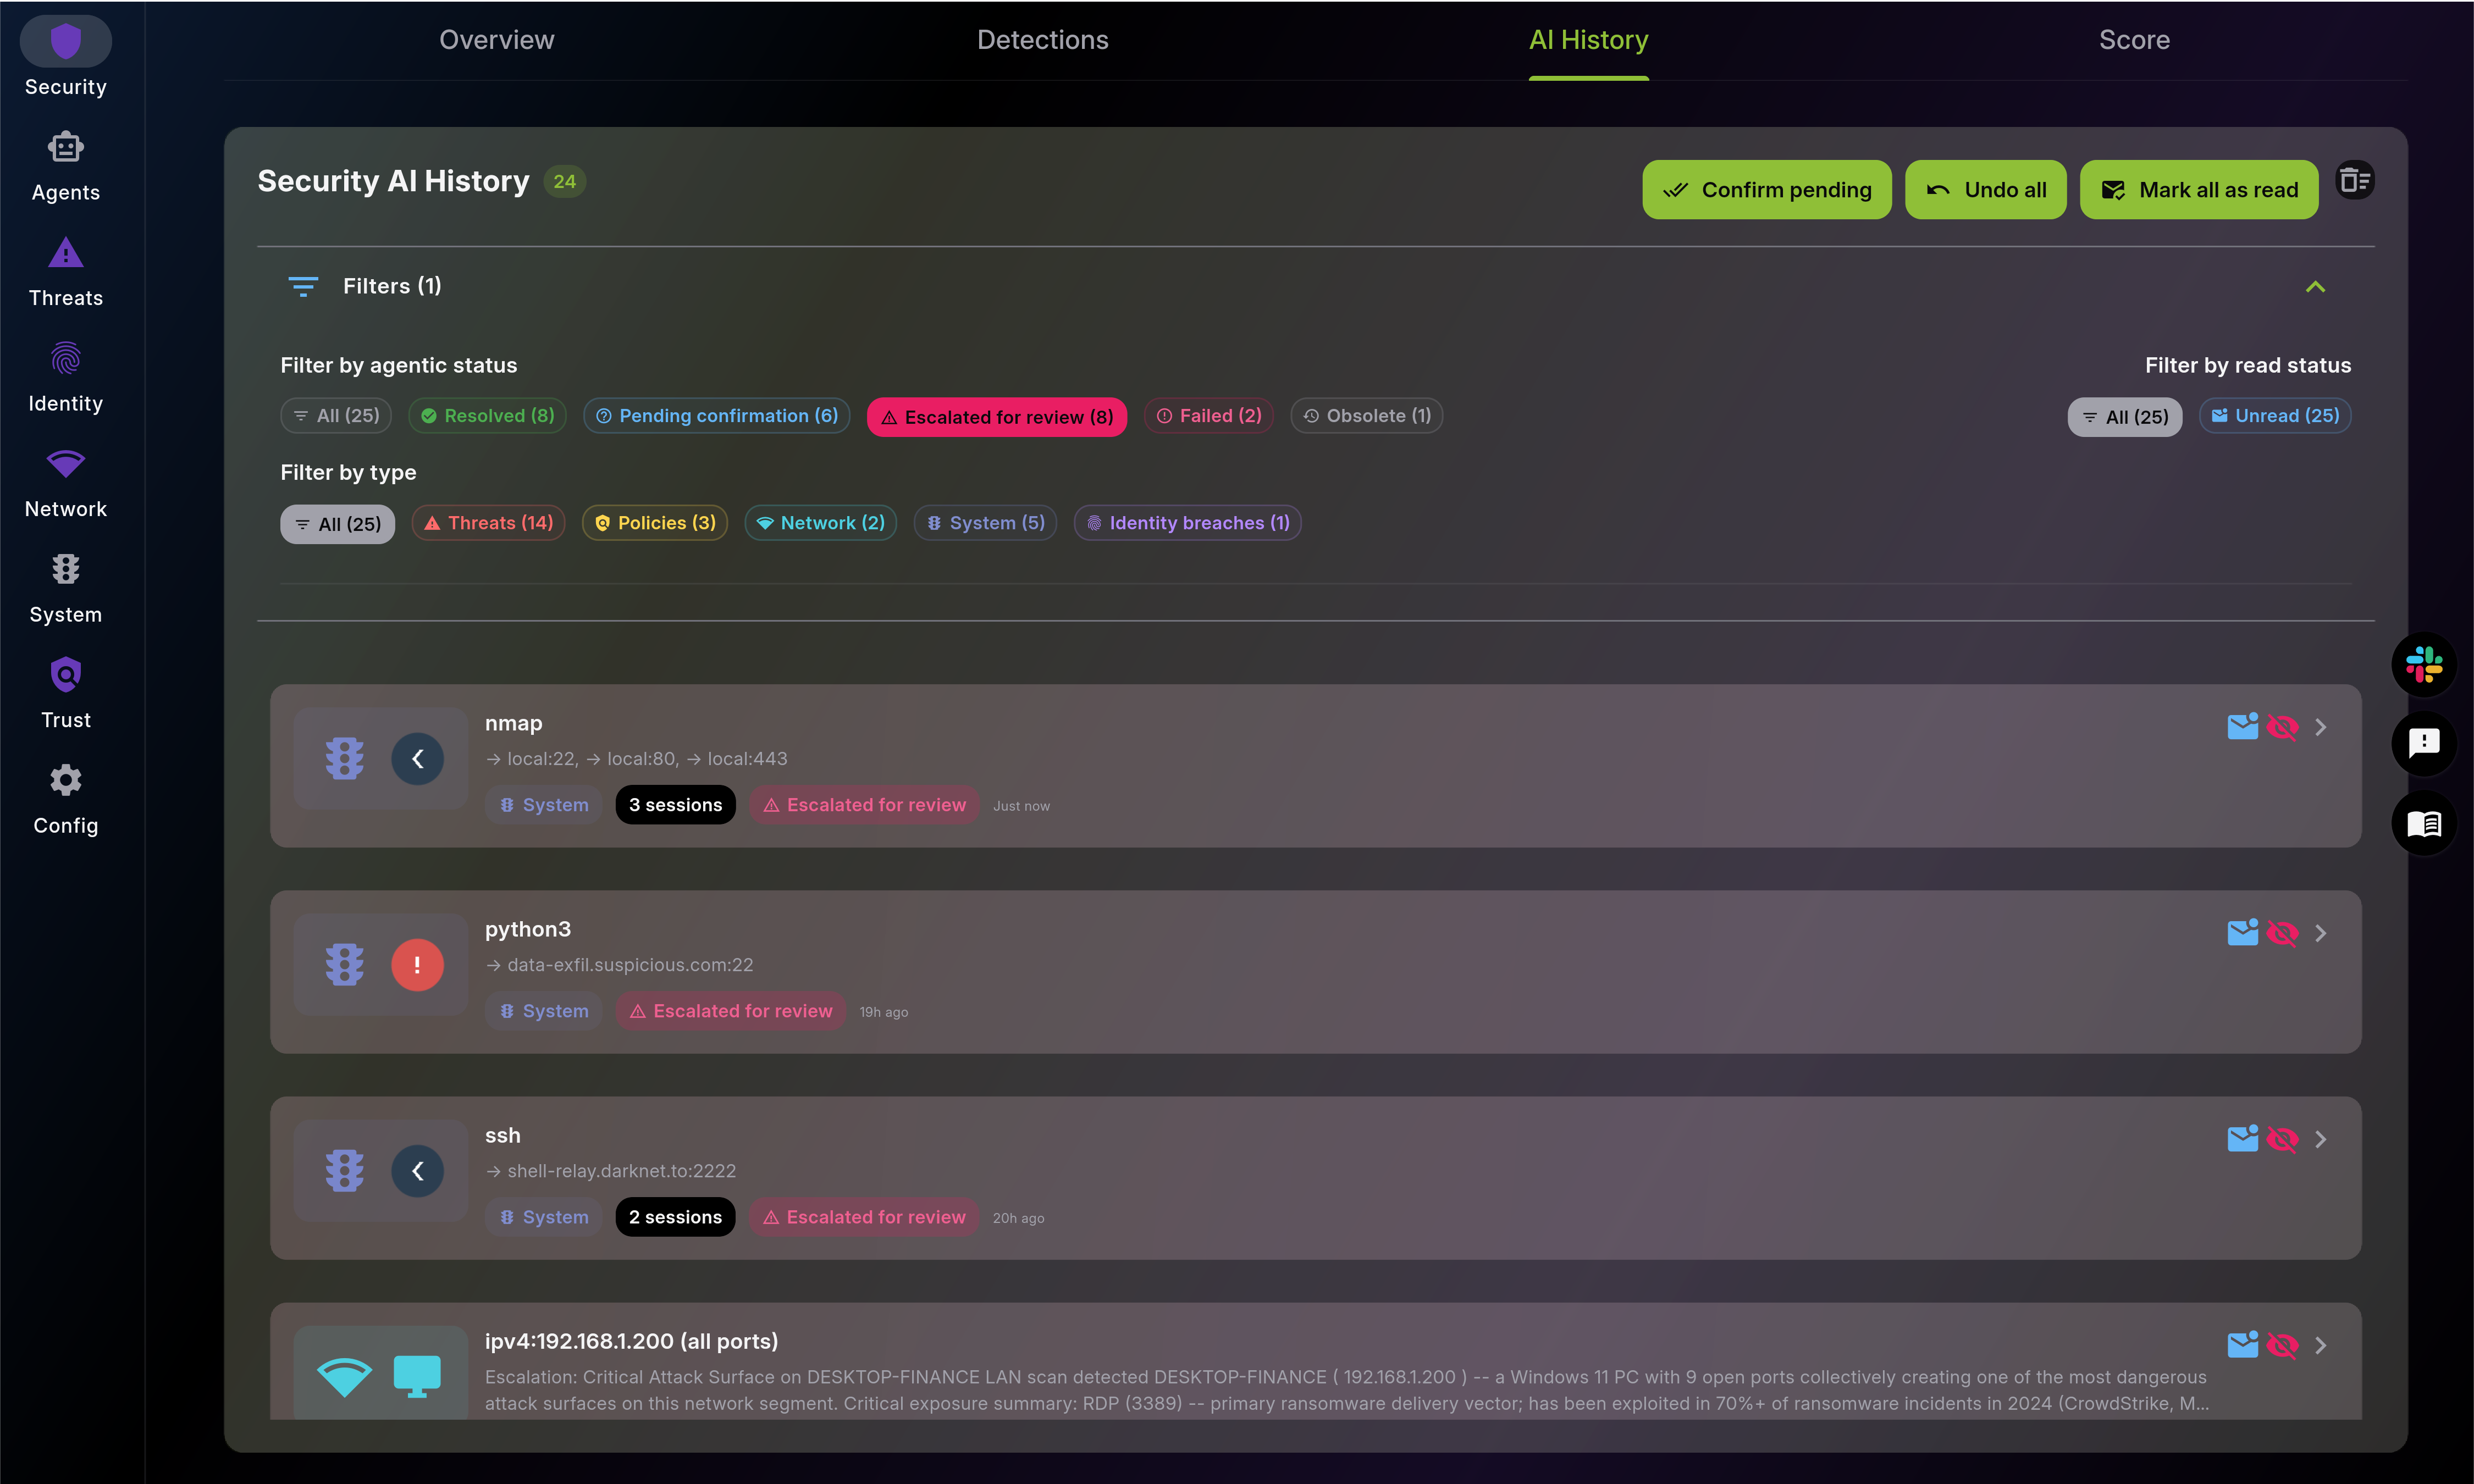 Overview
Detections
AI History
Score
Security
Agents
Threats
Identity
Network
System
Trust
Config
Security AI History 24
Confirm pending
Undo all
Mark all as read
Filters (1)
Filter by agentic status
Filter by read status
All (25)
Resolved (8)
Pending confirmation (6)
Escalated for review (8)
Failed (2)
Obsolete (1)
All (25)
Unread (25)
Filter by type
All (25)
Threats (14)
Policies (3)
Network (2)
System (5)
Identity breaches (1)
nmap
→ local:22, → local:80, → local:443
System
3 sessions
Escalated for review
Just now
python3
→ data-exfil.suspicious.com:22
System
Escalated for review
19h ago
ssh
→ shell-relay.darknet.to:2222
System
2 sessions
Escalated for review
20h ago
ipv4:192.168.1.200 (all ports)
Escalation: Critical Attack Surface on DESKTOP-FINANCE LAN scan detected DESKTOP-FINANCE ( 192.168.1.200 ) -- a Windows 11 PC with 9 open ports collectively creating one of the most dangerous
attack surfaces on this network segment. Critical exposure summary: RDP (3389) -- primary ransomware delivery vector; has been exploited in 70%+ of ransomware incidents in 2024 (CrowdStrike, M...